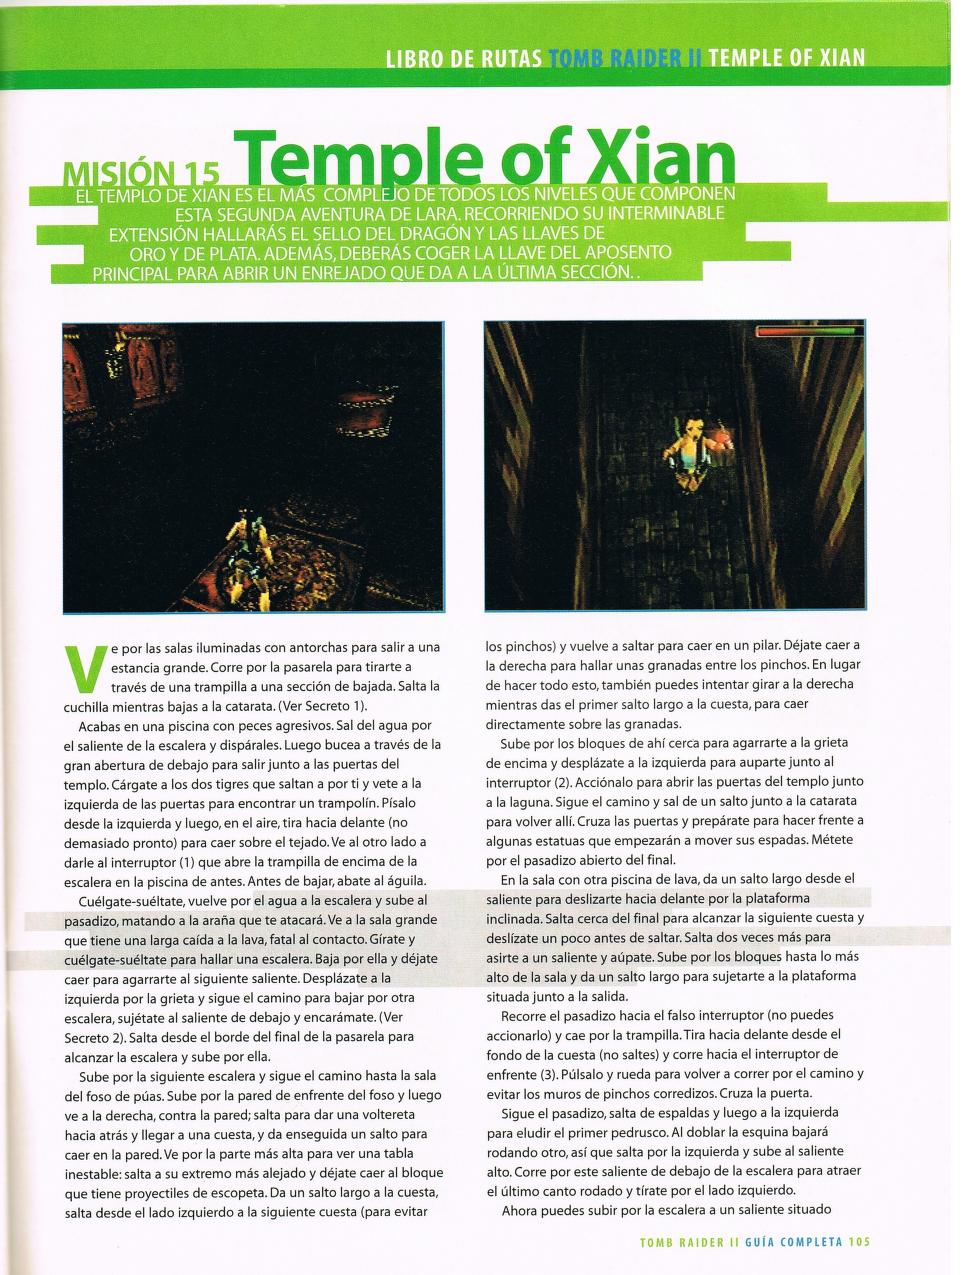 LIBRO DE RUTAS TOMB RAIDER II TEMPLE OF XIAN
MISIÓN 15 Temple of Xian
EL TEMPLO DE XIAN ES EL MÁS COMPLEJO DE TODOS LOS NIVELES QUE COMPONEN
ESTA SEGUNDA AVENTURA DE LARA. RECORRIENDO SU INTERMINABLE
EXTENSIÓN HALLARÁS EL SELLO DEL DRAGÓN Y LAS LLAVES DE
ORO Y DE PLATA. ADEMÁS, DEBERÁS COGER LA LLAVE DEL APOSENTO
PRINCIPAL PARA ABRIR UN ENREJADO QUE DA A LA ÚLTIMA SECCIÓN. .
Ve por las salas iluminadas con antorchas para salir a una
estancia grande. Corre por la pasarela para tirarte a
través de una trampilla a una sección de bajada. Salta la
cuchilla mientras bajas a la catarata. (Ver Secreto 1).
Acabas en una piscina con peces agresivos. Sal del agua por
el saliente de la escalera y dispárales. Luego bucea a través de la
gran abertura de debajo para salir junto a las puertas del
templo. Cárgate a los dos tigres que saltan a por ti y vete a la
izquierda de las puertas para encontrar un trampolín. Písalo
desde la izquierda y luego, en el aire, tira hacia delante (no
demasiado pronto) para caer sobre el tejado. Ve al otro lado a
darle al interruptor (1) que abre la trampilla de encima de la
escalera en la piscina de antes. Antes de bajar, abate al águila.
Cuélgate-suéltate, vuelve por el agua a la escalera y sube al
pasadizo, matando a la araña que te atacará. Ve a la sala grande
que tiene una larga caída a la lava, fatal al contacto. Gírate y
cuélgate-suéltate para hallar una escalera. Baja por ella y déjate
caer para agarrarte al siguiente saliente. Desplázate a la
izquierda por la grieta y sigue el camino para bajar por otra
escalera, sujétate al saliente de debajo y encarámate. (Ver
Secreto 2). Salta desde el borde del final de la pasarela para
alcanzar la escalera y sube por ella.
Sube por la siguiente escalera y sigue el camino hasta la sala
del foso de púas. Sube por la pared de enfrente del foso y luego
ve a la derecha, contra la pared; salta para dar una voltereta
hacia atrás y llegar a una cuesta, y da enseguida un salto para
caer en la pared. Ve por la parte más alta para ver una tabla
inestable: salta a su extremo más alejado y déjate caer al bloque
que tiene proyectiles de escopeta. Da un salto largo a la cuesta,
salta desde el lado izquierdo a la siguiente cuesta (para evitar
los pinchos) y vuelve a saltar para caer en un pilar. Déjate caer a
la derecha para hallar unas granadas entre los pinchos. En lugar
de hacer todo esto, también puedes intentar girar a la derecha
mientras das el primer salto largo a la cuesta, para caer
directamente sobre las granadas.
Sube por los bloques de ahí cerca para agarrarte a la grieta
de encima y desplázate a la izquierda para auparte junto al
interruptor (2). Acciónalo para abrir las puertas del templo junto
a la laguna. Sigue el camino y sal de un salto junto a la catarata
para volver allí. Cruza las puertas y prepárate para hacer frente a
algunas estatuas que empezarán a mover sus espadas. Métete
por el pasadizo abierto del final.
En la sala con otra piscina de lava, da un salto largo desde el
saliente para deslizarte hacia delante por la plataforma
inclinada. Salta cerca del final para alcanzar la siguiente cuesta y
deslízate un poco antes de saltar. Salta dos veces más para
asirte a un saliente y aúpate. Sube por los bloques hasta lo más
alto de la sala y da un salto largo para sujetarte a la plataforma
situada junto a la salida.
Recorre el pasadizo hacia el falso interruptor (no puedes
accionarlo) y cae por la trampilla. Tira hacia delante desde el
fondo de la cuesta (no saltes) y corre hacia el interruptor de
enfrente (3). Púlsalo y rueda para volver a correr por el camino y
evitar los muros de pinchos corredizos. Cruza la puerta.
Sigue el pasadizo, salta de espaldas y luego a la izquierda
para eludir el primer pedrusco. Al doblar la esquina bajará
rodando otro, así que salta por la izquierda y sube al saliente
alto. Corre por este saliente de debajo de la escalera para atraer
el último canto rodado y tírate por el lado izquierdo.
Ahora puedes subir por la escalera a un saliente situado
TOMB RAIDER II GUÍA COMPLETA 105